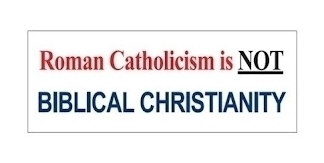 Roman Catholicism is NOT
BIBLICAL CHRISTIANITY